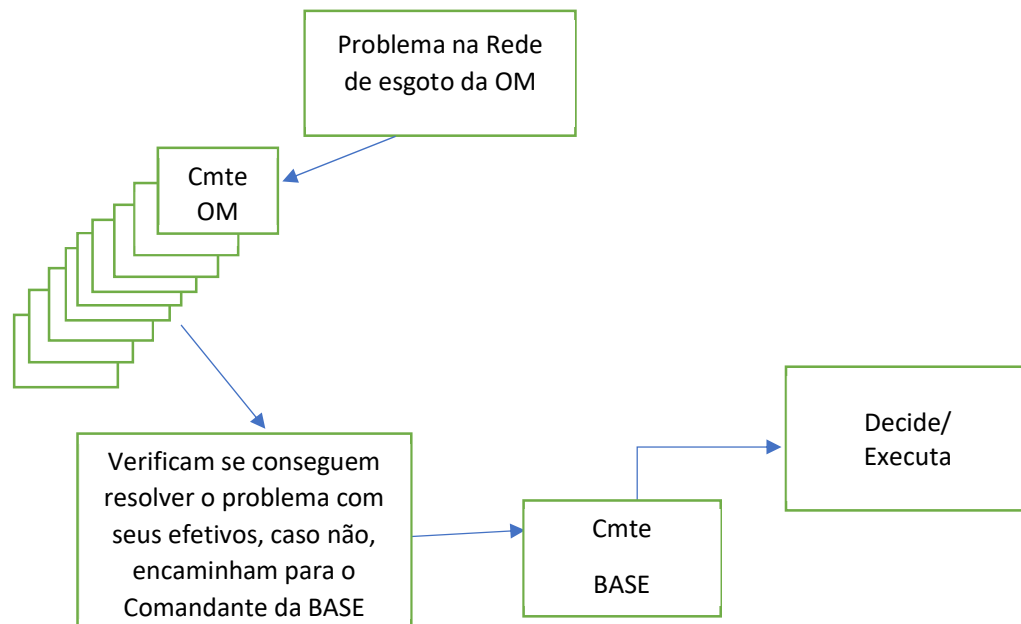 Problema na Rede
de esgoto da OM
Cmte
OM
Verificam se conseguem
resolver o problema com
seus efetivos, caso não,
encaminham para o
Comandante da BASE
Cmte
BASE
Decide/
Executa